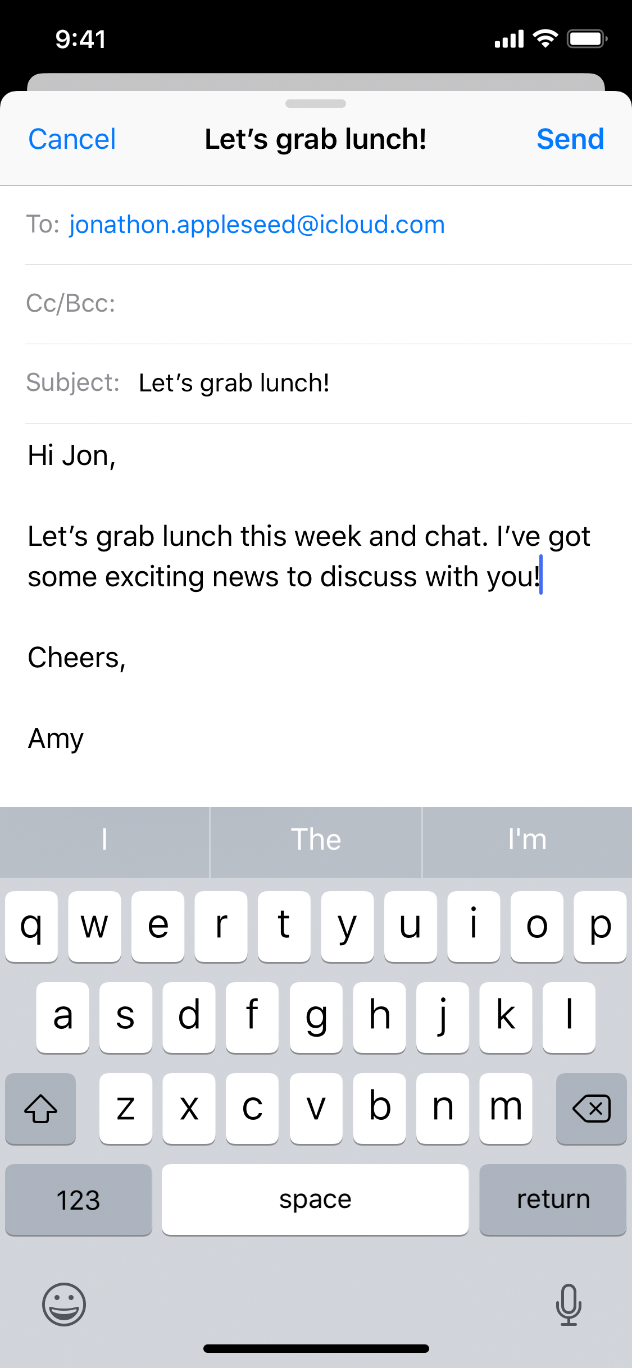 9:41
Cancel Let’s grab lunch! Send
To: jonathon.appleseed@icloud.com
Cc/Bcc:
Subject: Let’s grab lunch!
Hi Jon,
Let’s grab lunch this week and chat. I’ve got
some exciting news to discuss with you!
Cheers,
Amy
I The I'm
q w e r t y u i o p
a s d f g h j k l
z x c v b n m
123 space return